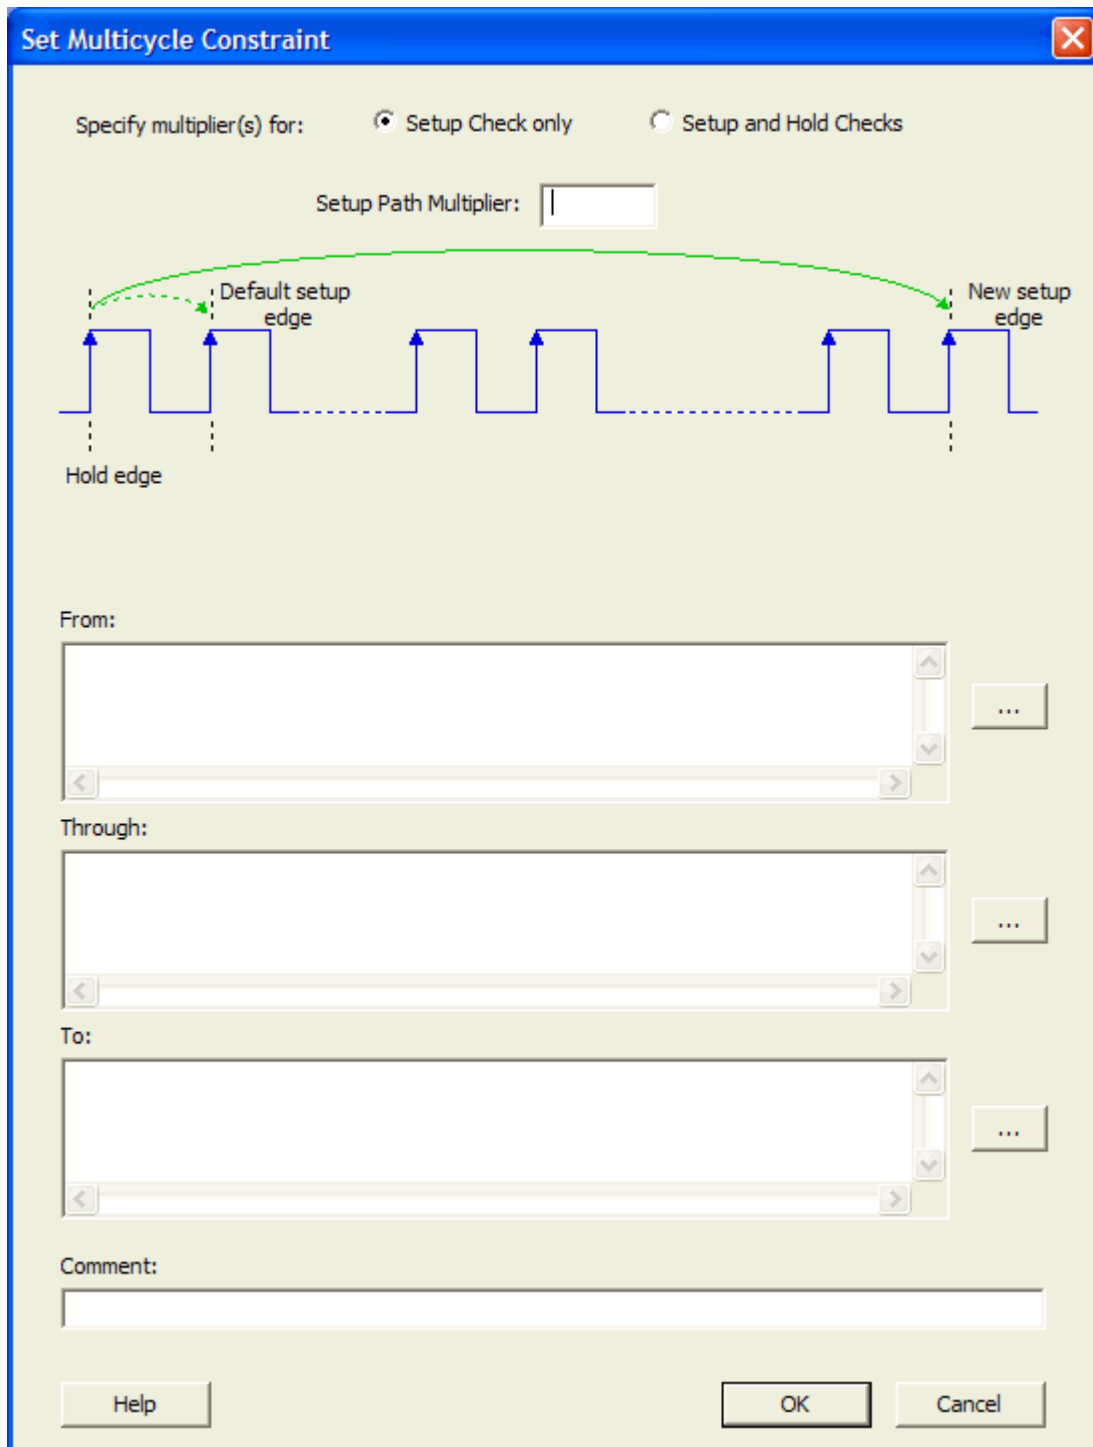 Set Multicycle Constraint
Specify multiplier(s) for: Setup Check only Setup and Hold Checks
Setup Path Multiplier:
Default setup
edge
New setup
edge
Hold edge
From:
...
Through:
...
To:
...
Comment:
Help OK Cancel